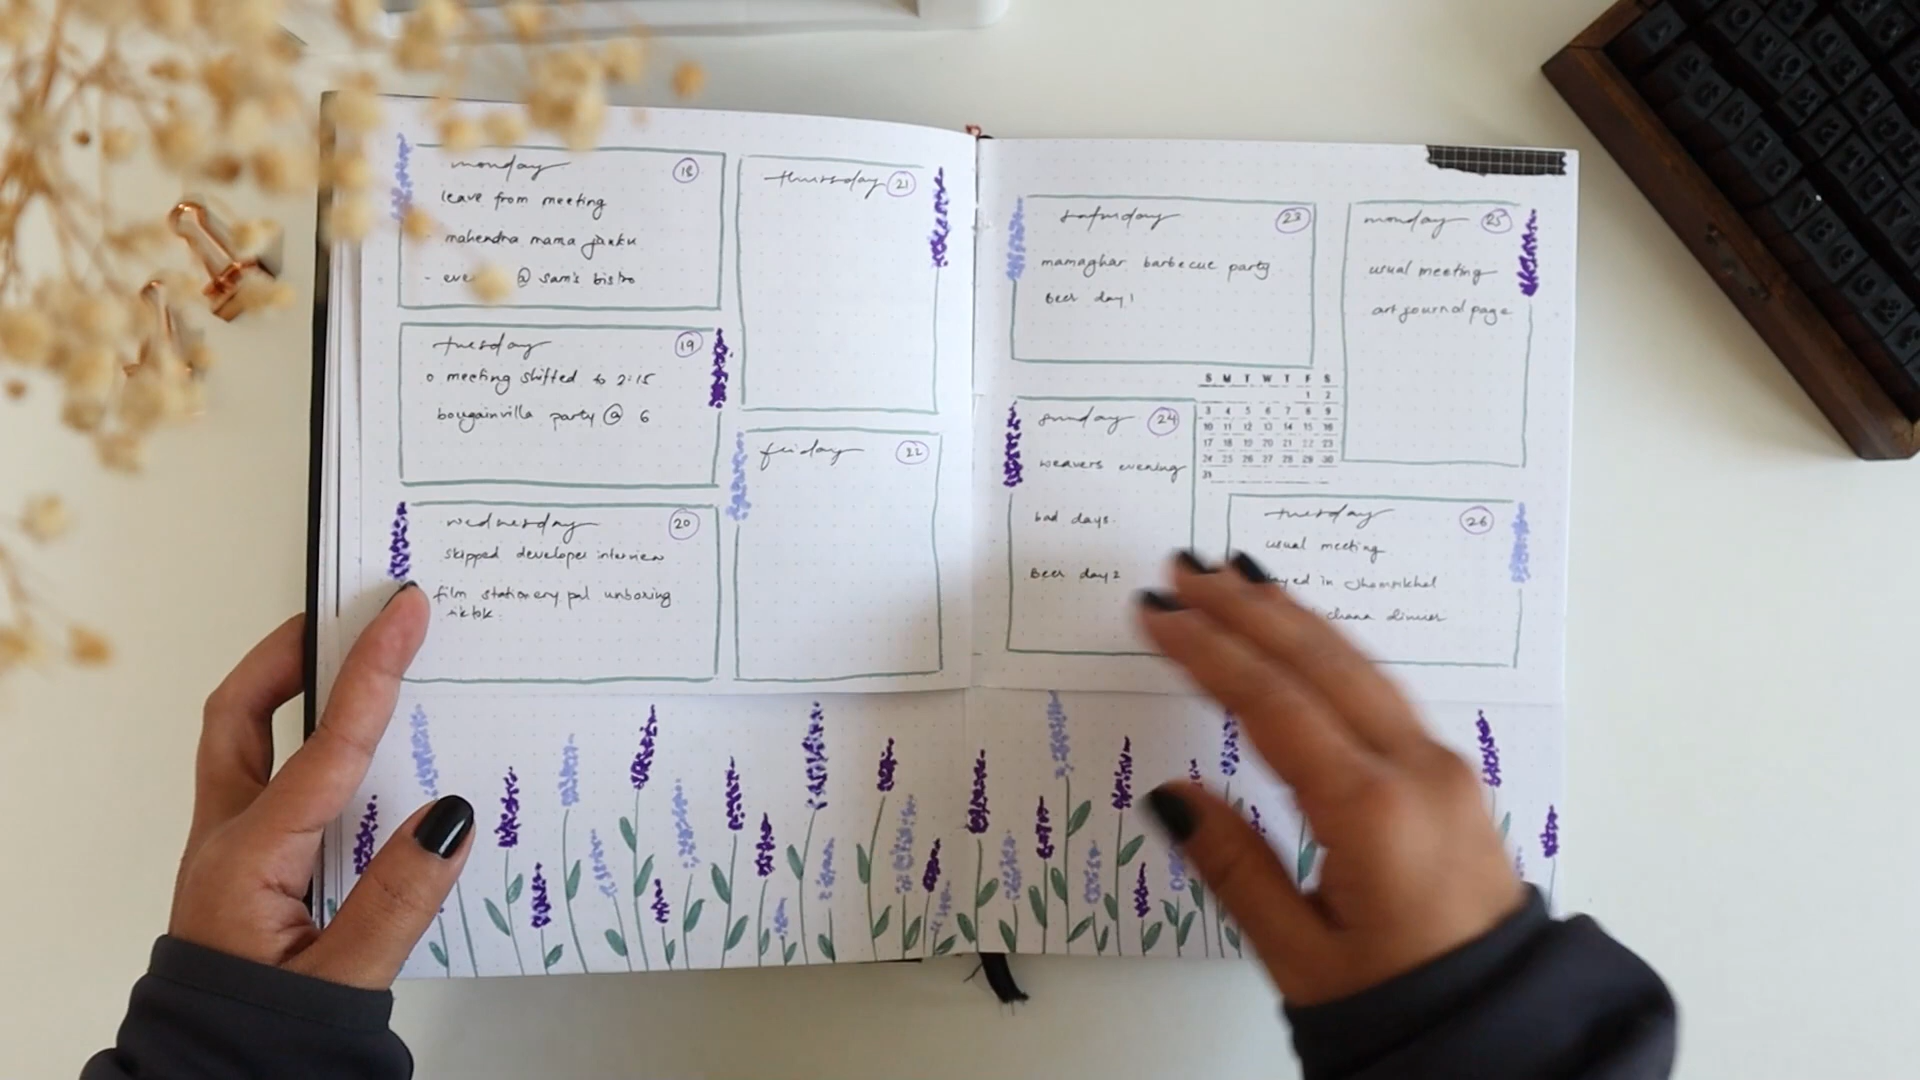 monday 18
leave from meeting
mahendra mama
- @ sam's bistro
tuesday 19
o meeting shifted to 2:15
bougainvilla party @ 6
wednesday 20
skipped developer interview
film stationery pal unboxing
tiktok.
thursday 21
friday 22
saturday 23
mamaghar barbecue party
Beer day 1
sunday 24
weavers evening
bad days.
Beer day 2
S M T W T F S
1 2
3 4 5 6 7 8 9
10 11 12 13 14 15 16
17 18 19 20 21 22 23
24 25 26 27 28 29 30
31
monday 25
usual meeting
art journal page
tuesday 26
usual meeting
in Jhamsikhel
chana dinner